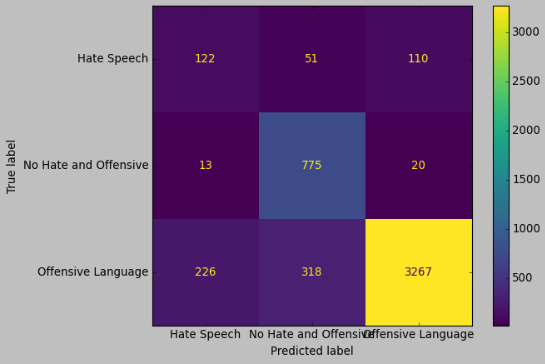 Hate Speech 122 51 110
No Hate and Offensive 13 775 20
Offensive Language 226 318 3267
True label
Hate Speech No Hate and Offensive Offensive Language
Predicted label
3000
2500
2000
1500
1000
500